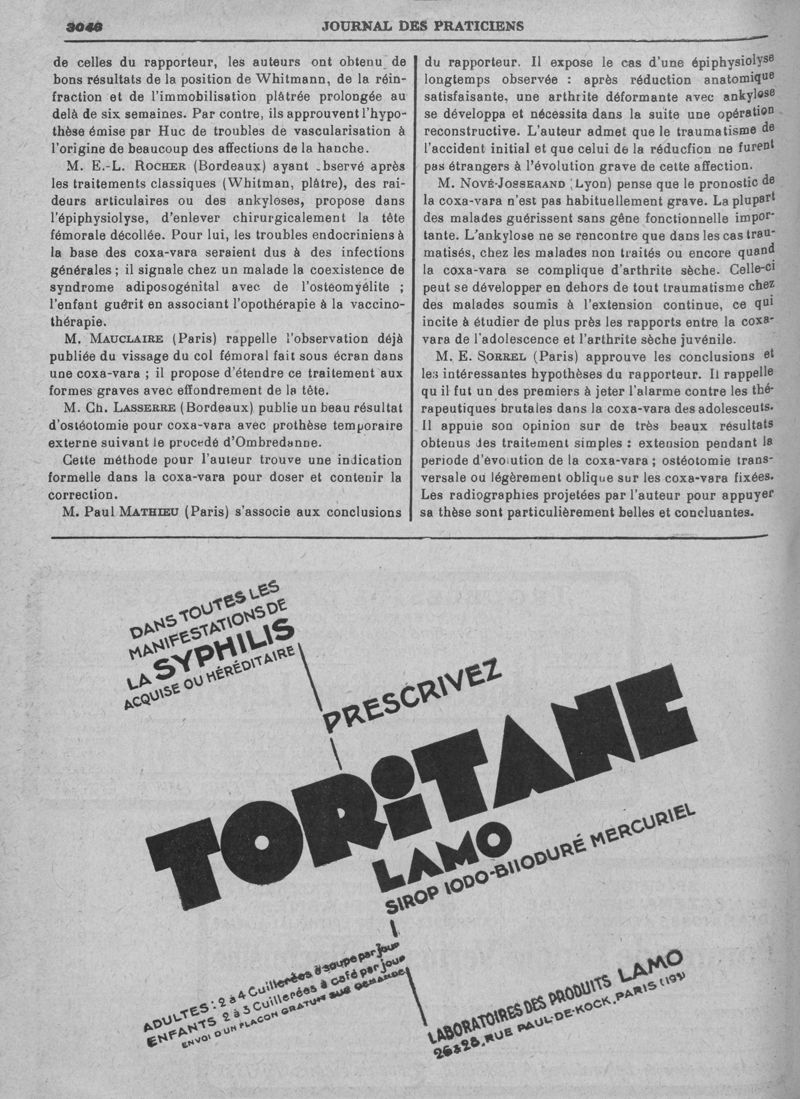 3046
JOURNAL DES PRATICIENS
de celles du rapporteur, les auteurs ont obtenu de
bons résultats de la position de Whitmann, de la réin-
fraction et de l'immobilisation plâtrée prolongée au
delà de six semaines. Par contre, ils approuvent l'hypo-
thèse émise par Huc de troubles de vascularisation à
l'origine de beaucoup des affections de la hanche.
M. E.-L. ROCHER (Bordeaux) ayant .bservé après
les traitements classiques (Whitman, plâtre), des rai-
deurs articulaires ou des ankyloses, propose dans
l'épiphysiolyse, d'enlever chirurgicalement la tête
fémorale décollée. Pour lui, les troubles endocriniens à
la base des coxa-vara seraient dus à des infections
générales ; il signale chez un malade la coexistence de
syndrome adiposogénital avec de l'ostéomyélite ;
l'enfant guérit en associant l'opothérapie à la vaccino-
thérapie.
M. MAUCLAIRE (Paris) rappelle l'observation déjà
publiée du vissage du col fémoral fait sous écran dans
une coxa-vara ; il propose d'étendre ce traitement aux
formes graves avec effondrement de la tête.
M. Ch. LASSERRE (Bordeaux) publie un beau résultat
d'ostéotomie pour coxa-vara avec prothèse temporaire
externe suivant le procédé d'Ombredanne.
Cette méthode pour l'auteur trouve une indication
formelle dans la coxa-vara pour doser et contenir la
correction.
M. Paul MATHIEU (Paris) s'associe aux conclusions
du rapporteur. Il expose le cas d'une épiphysiolyse
longtemps observée : après réduction anatomique
satisfaisante, une arthrite déformante avec ankylose
se développa et nécessita dans la suite une opération
reconstructive. L'auteur admet que le traumatisme de
l'accident initial et que celui de la réducfion ne furent
pas étrangers à l'évolution grave de cette affection.
M. NOVÉ-JOSSERAND (Lyon) pense que le pronostic de
la coxa-vara n'est pas habituellement grave. La plupart
des malades guérissent sans gêne fonctionnelle impor-
tante. L'ankylose ne se rencontre que dans les cas trau-
matisés, chez les malades non traités ou encore quand
la coxa-vara se complique d'arthrite sèche. Celle-ci
peut se développer en dehors de tout traumatisme chez
des malades soumis à l'extension continue, ce qui
incite à étudier de plus près les rapports entre la coxa-
vara de l'adolescence et l'arthrite sèche juvénile.
M. E. SORREL (Paris) approuve les conclusions et
les intéressantes hypothèses du rapporteur. Il rappelle
qu il fut un des premiers à jeter l'alarme contre les thé-
rapeutiques brutales dans la coxa-vara des adolesceuts.
Il appuie son opinion sur de très beaux résultats
obtenus des traitement simples : extension pendant la
periode d'évolution de la coxa-vara ; ostéotomie trans-
versale ou légèrement oblique sur les coxa-vara fixées.
Les radiographies projetées par l'auteur pour appuyer
sa thèse sont particulièrement belles et concluantes.
DANS TOUTES LES
MANIFESTATIONS DE
LA SYPHILIS
ACQUISE OU HÉRÉDITAIRE
PRESCRIVEZ
TORITANE
LAMO
SIROP IODO-BIIODURÉ MERCURIEL
ADULTES : 2 à 4 Cuillerées à soupe par jour
ENFANTS 2 à 3 Cuillerées à café par jour
ENVOI D'UN FLACON GRATUIT SUR DEMANDE
LABORATOIRES DES PRODUITS LAMO
26 & 28, RUE PAUL-DE-KOCK, PARIS (19)